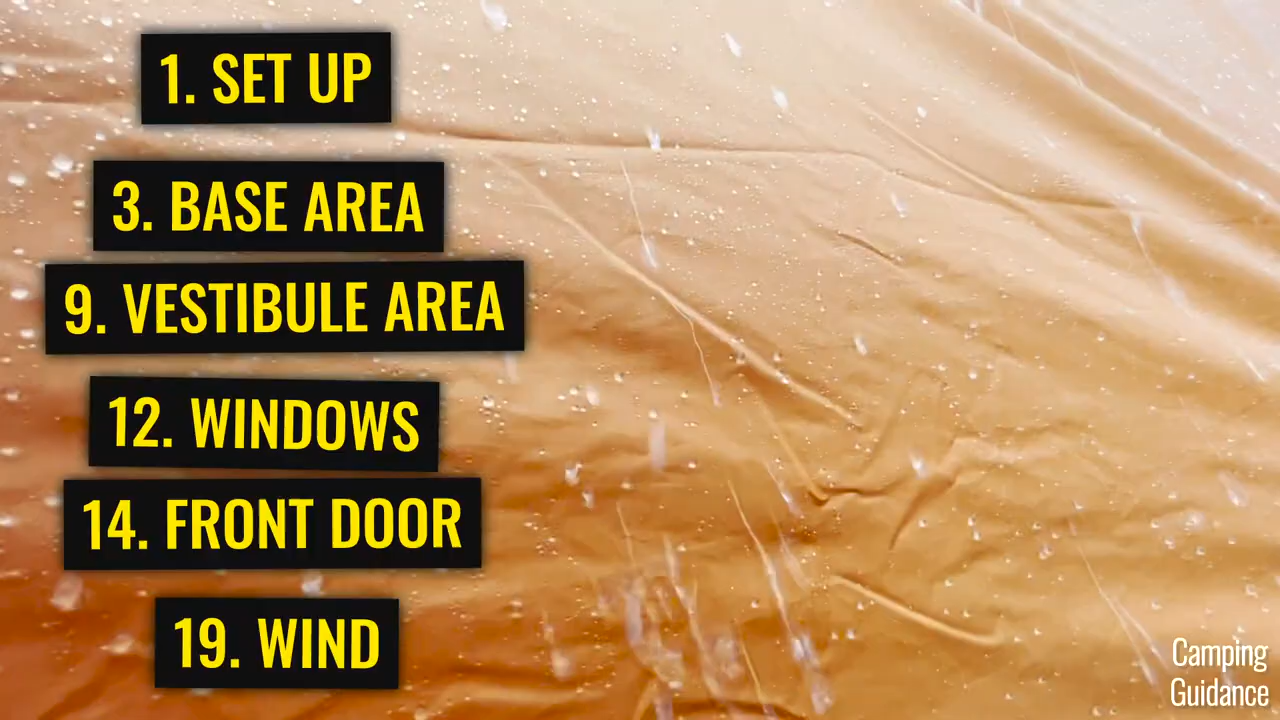 1. SET UP
3. BASE AREA
9. VESTIBULE AREA
12. WINDOWS
14. FRONT DOOR
19. WIND
Camping
Guidance